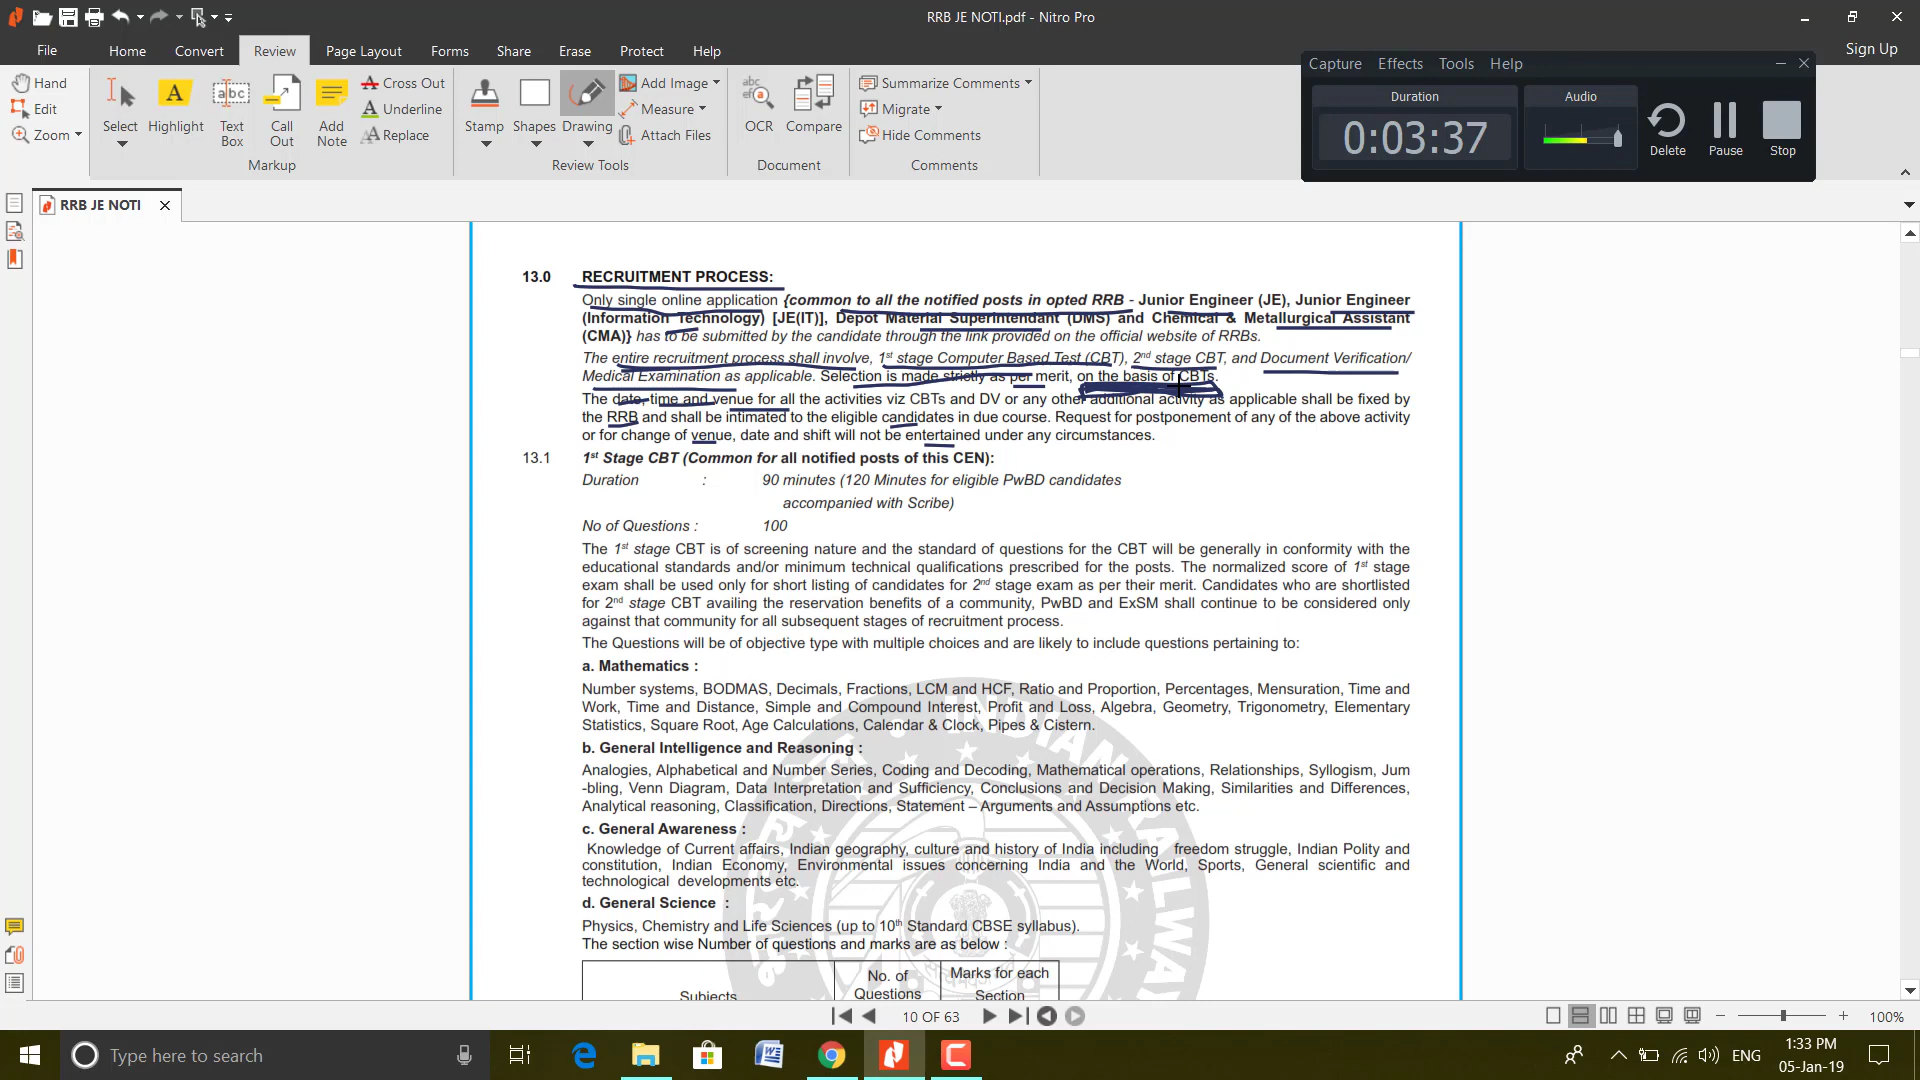 RRB JE NOTI.pdf - Nitro Pro
File Home Convert Review Page Layout Forms Share Erase Protect Help
Sign Up
Hand
Edit
Zoom
Select
Highlight
Text Box
Call Out
Add Note
Cross Out
Underline
Replace
Markup
Stamp
Shapes
Drawing
Add Image
Measure
Attach Files
Review Tools
OCR
Compare
Document
Summarize Comments
Migrate
Hide Comments
Comments
Capture Effects Tools Help
Duration
0:03:37
Audio
Delete
Pause
Stop
RRB JE NOTI
13.0 RECRUITMENT PROCESS:
Only single online application {common to all the notified posts in opted RRB - Junior Engineer (JE), Junior Engineer
(Information Technology) [JE(IT)], Depot Material Superintendant (DMS) and Chemical & Metallurgical Assistant
(CMA)} has to be submitted by the candidate through the link provided on the official website of RRBs.
The entire recruitment process shall involve, 1st stage Computer Based Test (CBT), 2nd stage CBT, and Document Verification/
Medical Examination as applicable. Selection is made strictly as per merit, on the basis of CBTs.
The date, time and venue for all the activities viz CBTs and DV or any other additional activity as applicable shall be fixed by
the RRB and shall be intimated to the eligible candidates in due course. Request for postponement of any of the above activity
or for change of venue, date and shift will not be entertained under any circumstances.
13.1 1st Stage CBT (Common for all notified posts of this CEN):
Duration : 90 minutes (120 Minutes for eligible PwBD candidates
accompanied with Scribe)
No of Questions : 100
The 1st stage CBT is of screening nature and the standard of questions for the CBT will be generally in conformity with the
educational standards and/or minimum technical qualifications prescribed for the posts. The normalized score of 1st stage
exam shall be used only for short listing of candidates for 2nd stage exam as per their merit. Candidates who are shortlisted
for 2nd stage CBT availing the reservation benefits of a community, PwBD and ExSM shall continue to be considered only
against that community for all subsequent stages of recruitment process.
The Questions will be of objective type with multiple choices and are likely to include questions pertaining to:
a. Mathematics :
Number systems, BODMAS, Decimals, Fractions, LCM and HCF, Ratio and Proportion, Percentages, Mensuration, Time and
Work, Time and Distance, Simple and Compound Interest, Profit and Loss, Algebra, Geometry, Trigonometry, Elementary
Statistics, Square Root, Age Calculations, Calendar & Clock, Pipes & Cistern.
b. General Intelligence and Reasoning :
Analogies, Alphabetical and Number Series, Coding and Decoding, Mathematical operations, Relationships, Syllogism, Jum
-bling, Venn Diagram, Data Interpretation and Sufficiency, Conclusions and Decision Making, Similarities and Differences,
Analytical reasoning, Classification, Directions, Statement – Arguments and Assumptions etc.
c. General Awareness :
Knowledge of Current affairs, Indian geography, culture and history of India including freedom struggle, Indian Polity and
constitution, Indian Economy, Environmental issues concerning India and the World, Sports, General scientific and
technological developments etc.
d. General Science :
Physics, Chemistry and Life Sciences (up to 10th Standard CBSE syllabus).
The section wise Number of questions and marks are as below :
Subjects
No. of Questions
Marks for each Section
INDIAN RAILWAY
10 OF 63
100%
Type here to search
ENG
1:33 PM
05-Jan-19